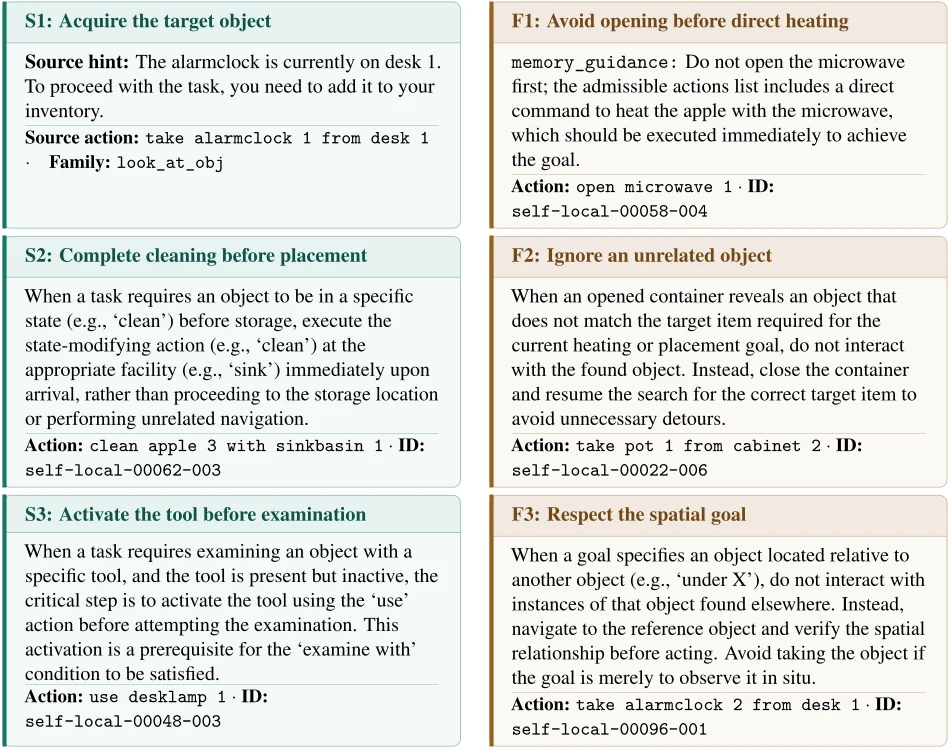 S1: Acquire the target object
Source hint: The alarmclock is currently on desk 1.
To proceed with the task, you need to add it to your
inventory.
Source action: take alarmclock 1 from desk 1
· Family: look_at_obj
S2: Complete cleaning before placement
When a task requires an object to be in a specific
state (e.g., ‘clean’) before storage, execute the
state-modifying action (e.g., ‘clean’) at the
appropriate facility (e.g., ‘sink’) immediately upon
arrival, rather than proceeding to the storage location
or performing unrelated navigation.
Action: clean apple 3 with sinkbasin 1 · ID:
self-local-00062-003
S3: Activate the tool before examination
When a task requires examining an object with a
specific tool, and the tool is present but inactive, the
critical step is to activate the tool using the ‘use’
action before attempting the examination. This
activation is a prerequisite for the ‘examine with’
condition to be satisfied.
Action: use desklamp 1 · ID:
self-local-00048-003
F1: Avoid opening before direct heating
memory_guidance: Do not open the microwave
first; the admissible actions list includes a direct
command to heat the apple with the microwave,
which should be executed immediately to achieve
the goal.
Action: open microwave 1 · ID:
self-local-00058-004
F2: Ignore an unrelated object
When an opened container reveals an object that
does not match the target item required for the
current heating or placement goal, do not interact
with the found object. Instead, close the container
and resume the search for the correct target item to
avoid unnecessary detours.
Action: take pot 1 from cabinet 2 · ID:
self-local-00022-006
F3: Respect the spatial goal
When a goal specifies an object located relative to
another object (e.g., ‘under X’), do not interact with
instances of that object found elsewhere. Instead,
navigate to the reference object and verify the spatial
relationship before acting. Avoid taking the object if
the goal is merely to observe it in situ.
Action: take alarmclock 2 from desk 1 · ID:
self-local-00096-001